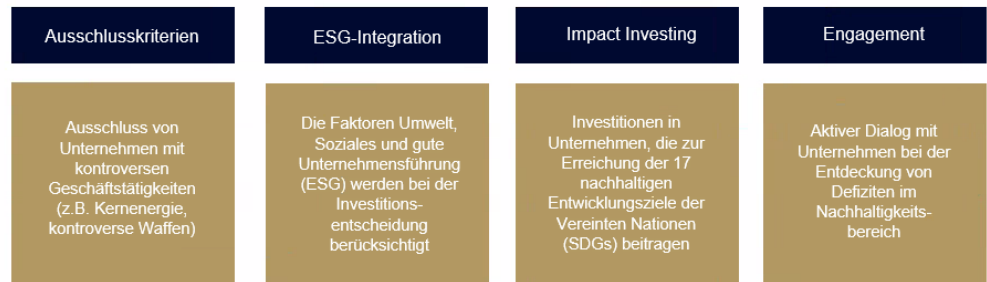 Ausschlusskriterien
ESG-Integration
Impact Investing
Engagement
Ausschluss von
Unternehmen mit
kontroversen
Geschäftstätigkeiten
(z.B. Kernenergie,
kontroverse Waffen)
Die Faktoren Umwelt,
Soziales und gute
Unternehmensführung
(ESG) werden bei der
Investitions-
entscheidung
berücksichtigt
Investitionen in
Unternehmen, die zur
Erreichung der 17
nachhaltigen
Entwicklungsziele der
Vereinten Nationen
(SDGs) beitragen
Aktiver Dialog mit
Unternehmen bei der
Entdeckung von
Defiziten im
Nachhaltigkeits-
bereich